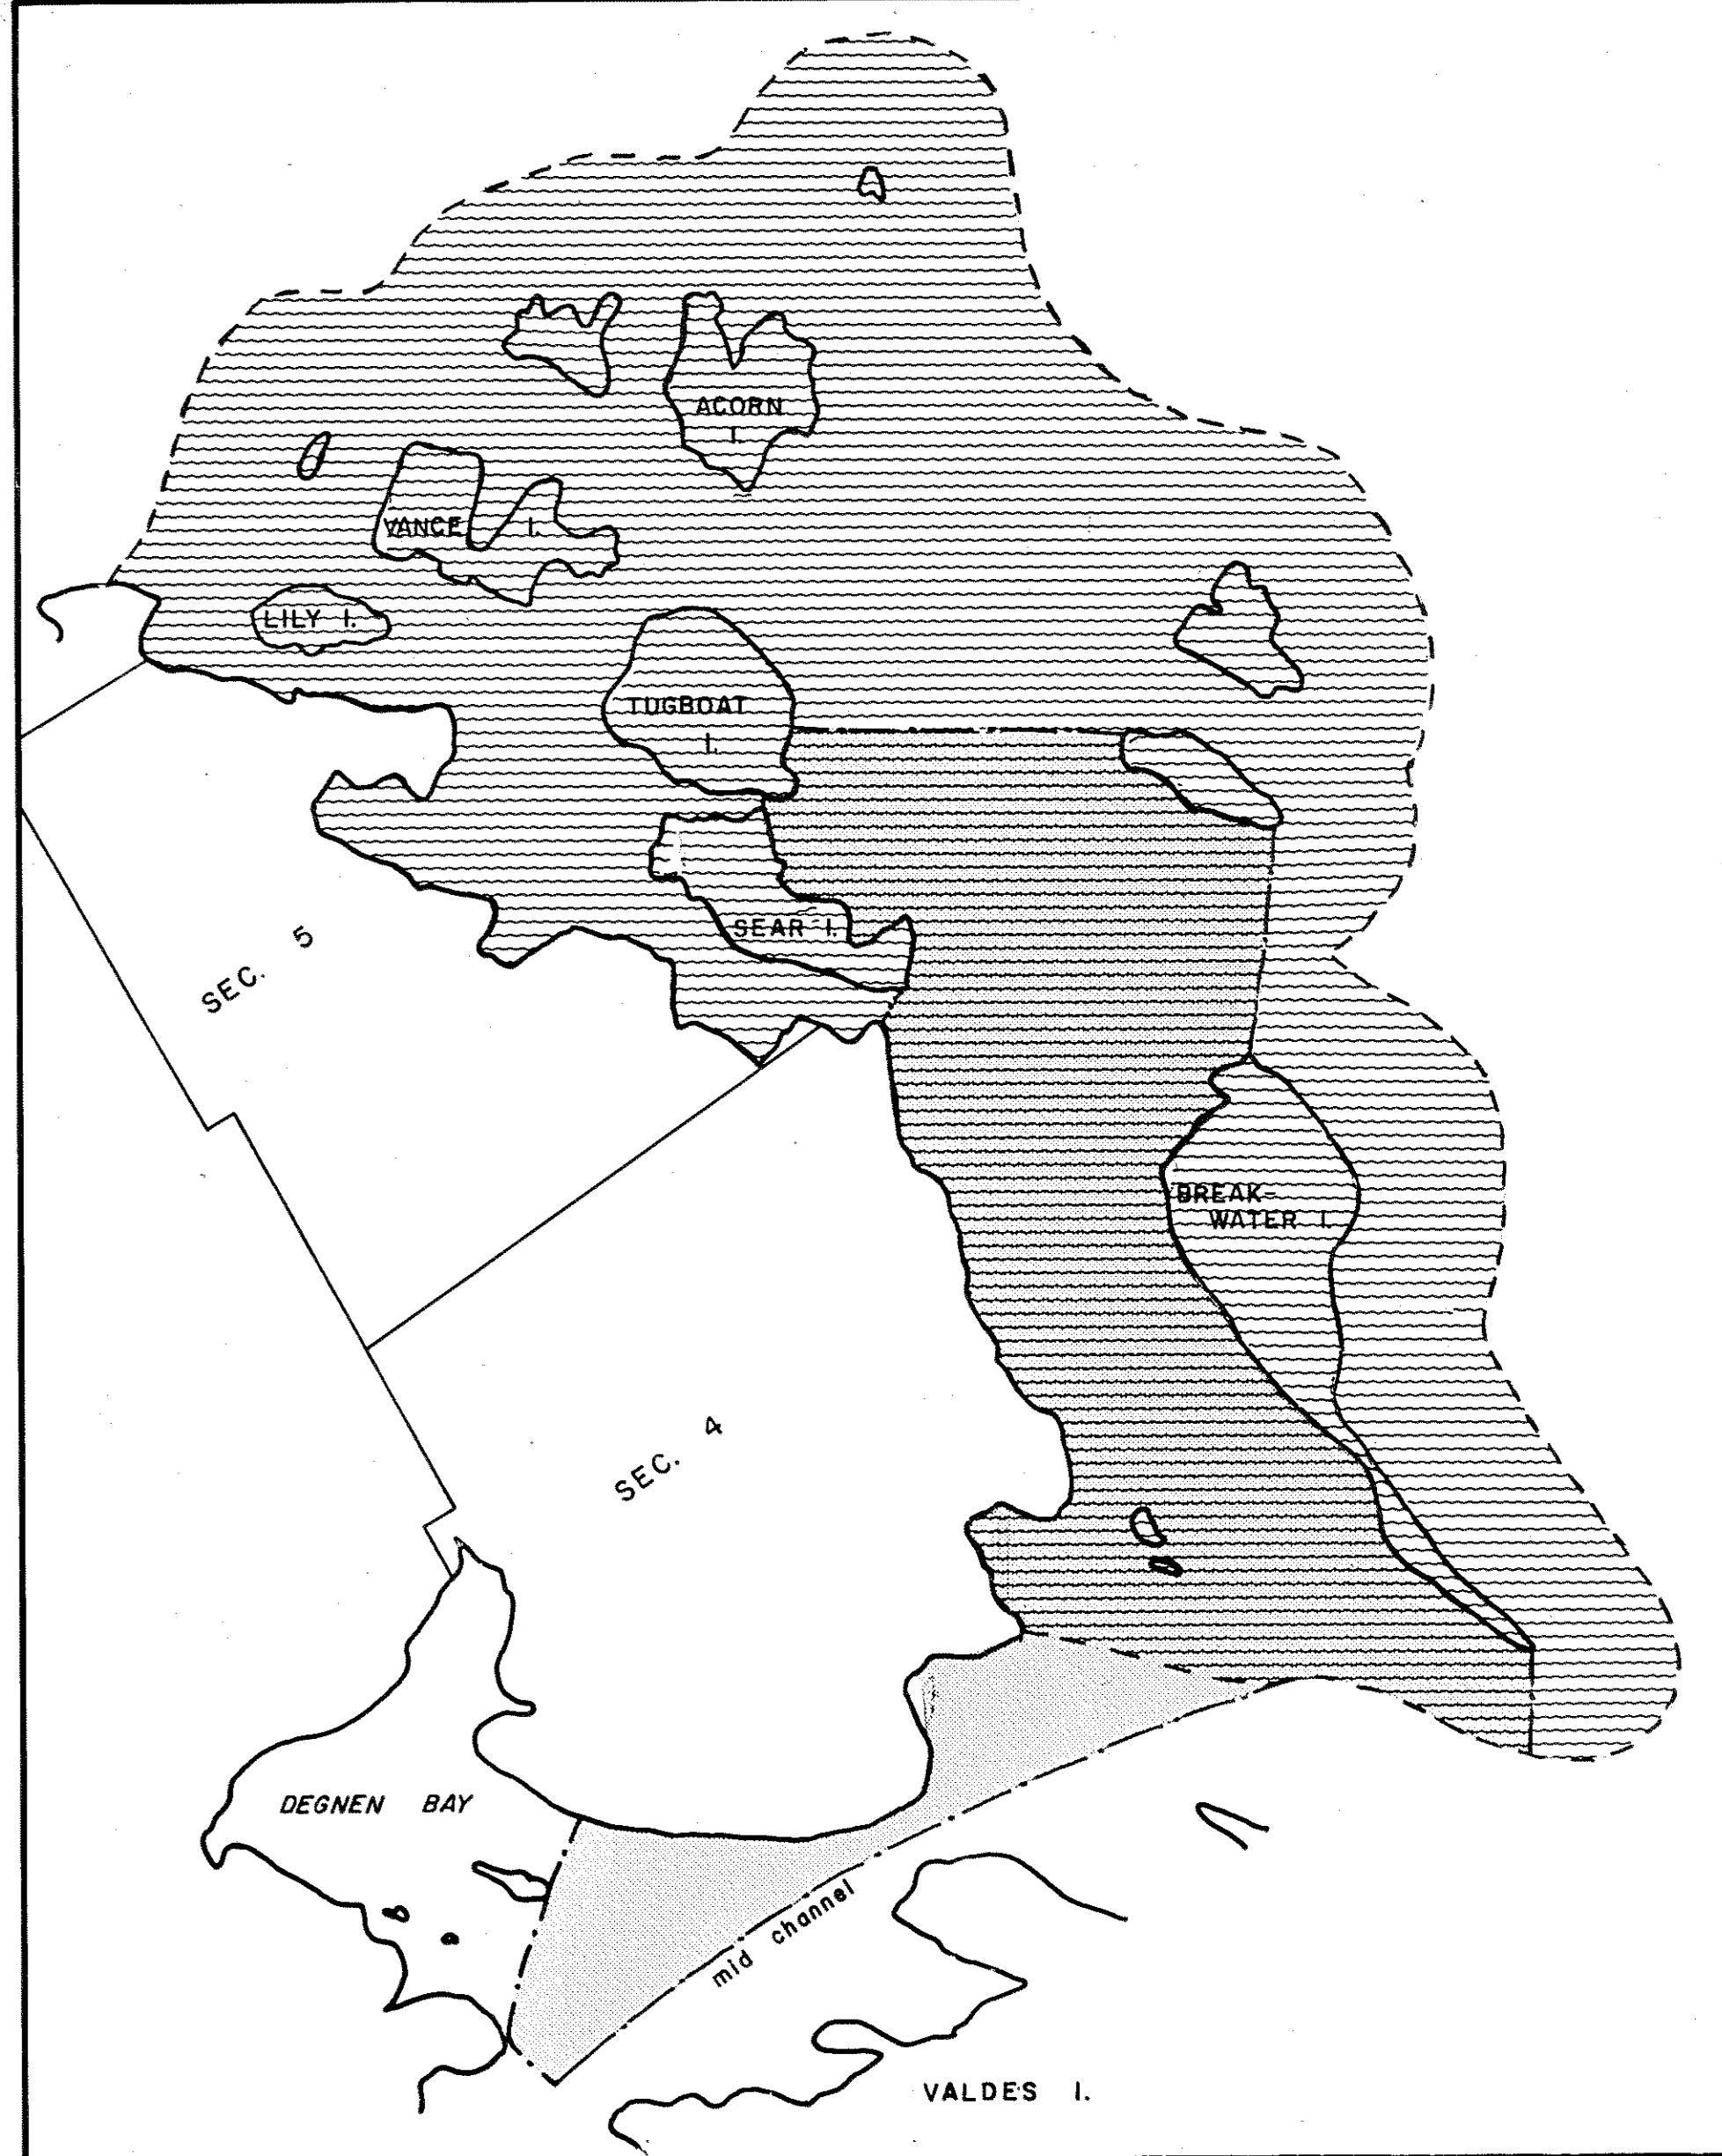 ACORN
I.
VANCE I.
LILY I.
TUGBOAT
I.
SEAR I.
SEC. 5
BREAK-
WATER I.
SEC. 4
DEGNEN BAY
mid channel
VALDES I.